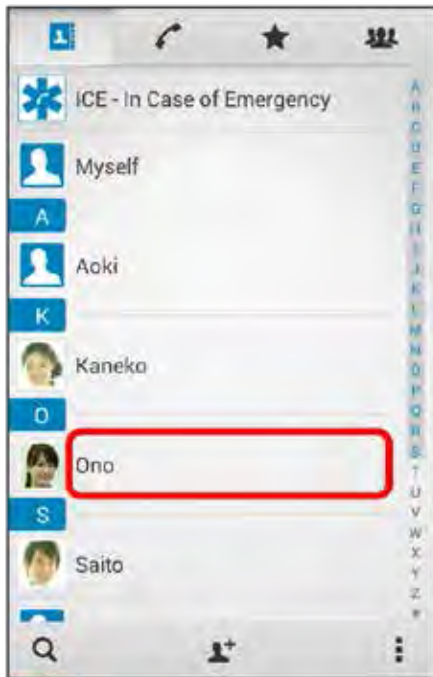 ICE - In Case of Emergency
Myself
A
Aoki
K
Kaneko
O
Ono
S
Saito
A
B
C
D
E
F
G
H
I
J
K
L
M
N
O
P
Q
R
S
T
U
V
W
X
Y
Z
#